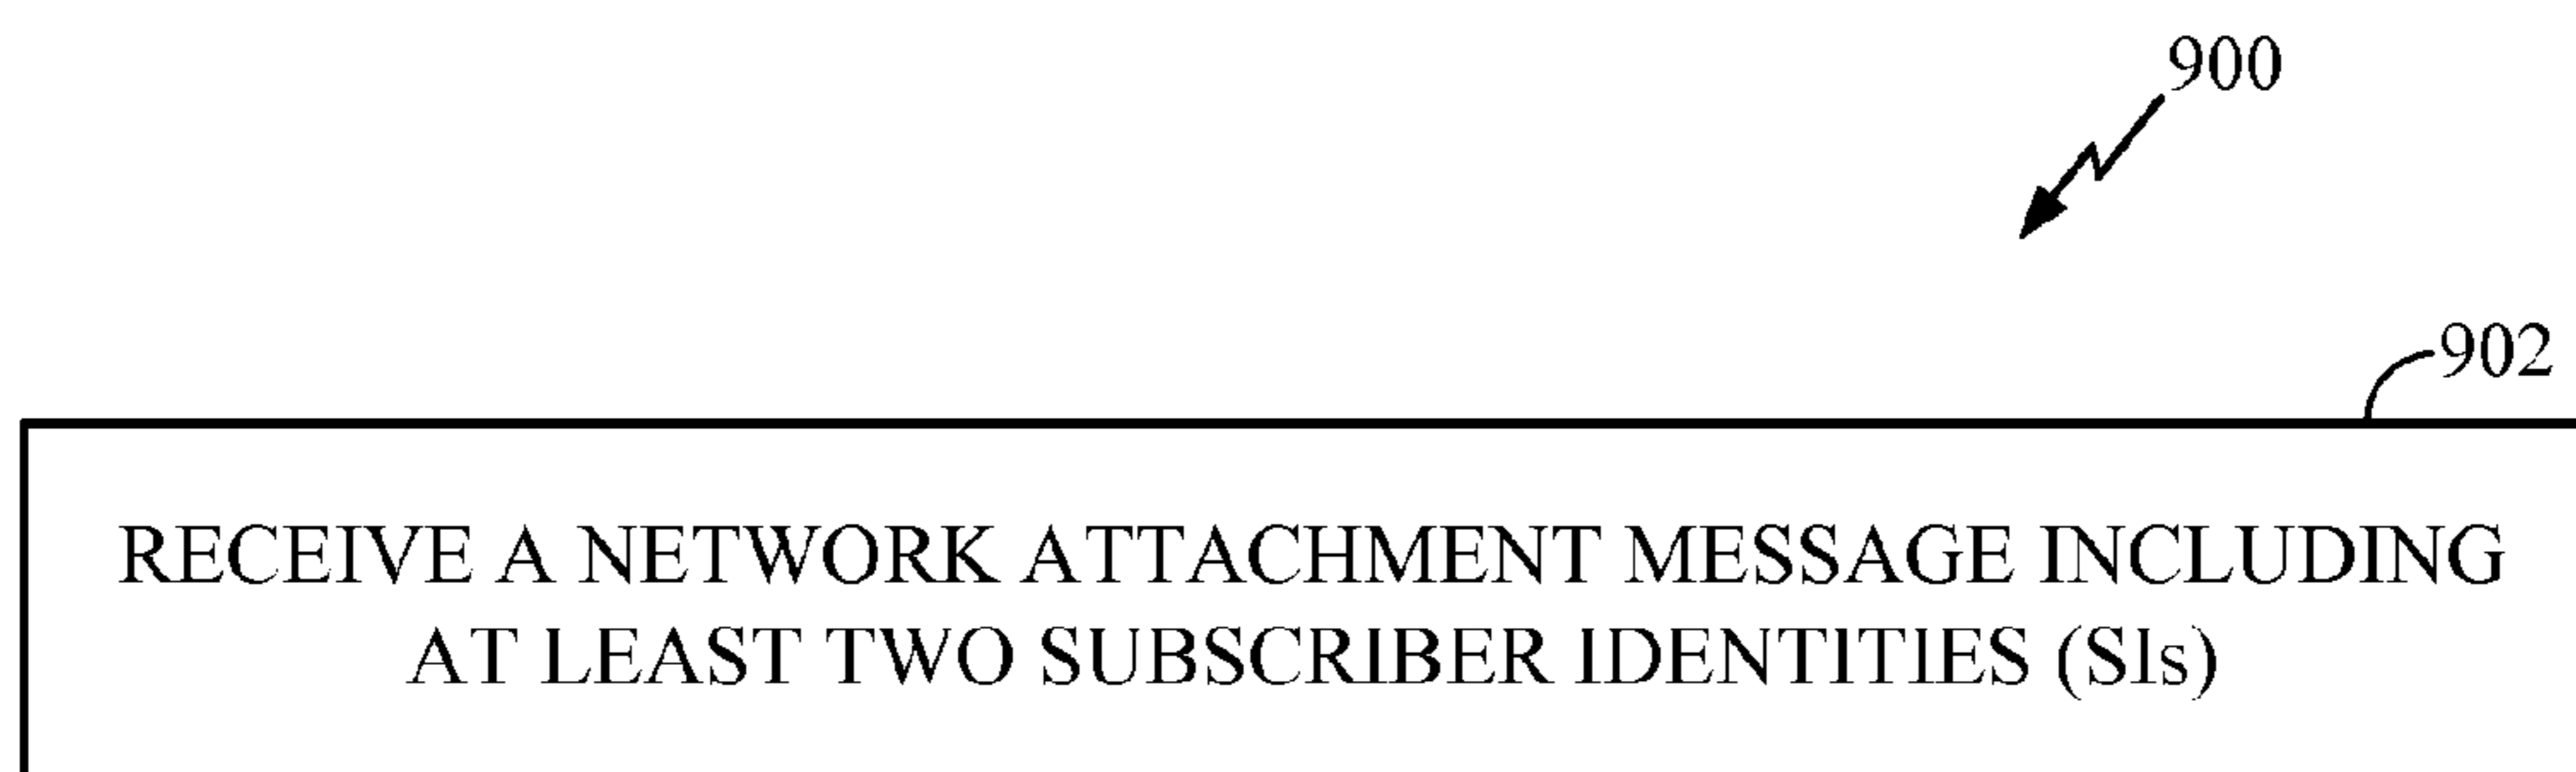 900
902
RECEIVE A NETWORK ATTACHMENT MESSAGE INCLUDING
AT LEAST TWO SUBSCRIBER IDENTITIES (SIs)